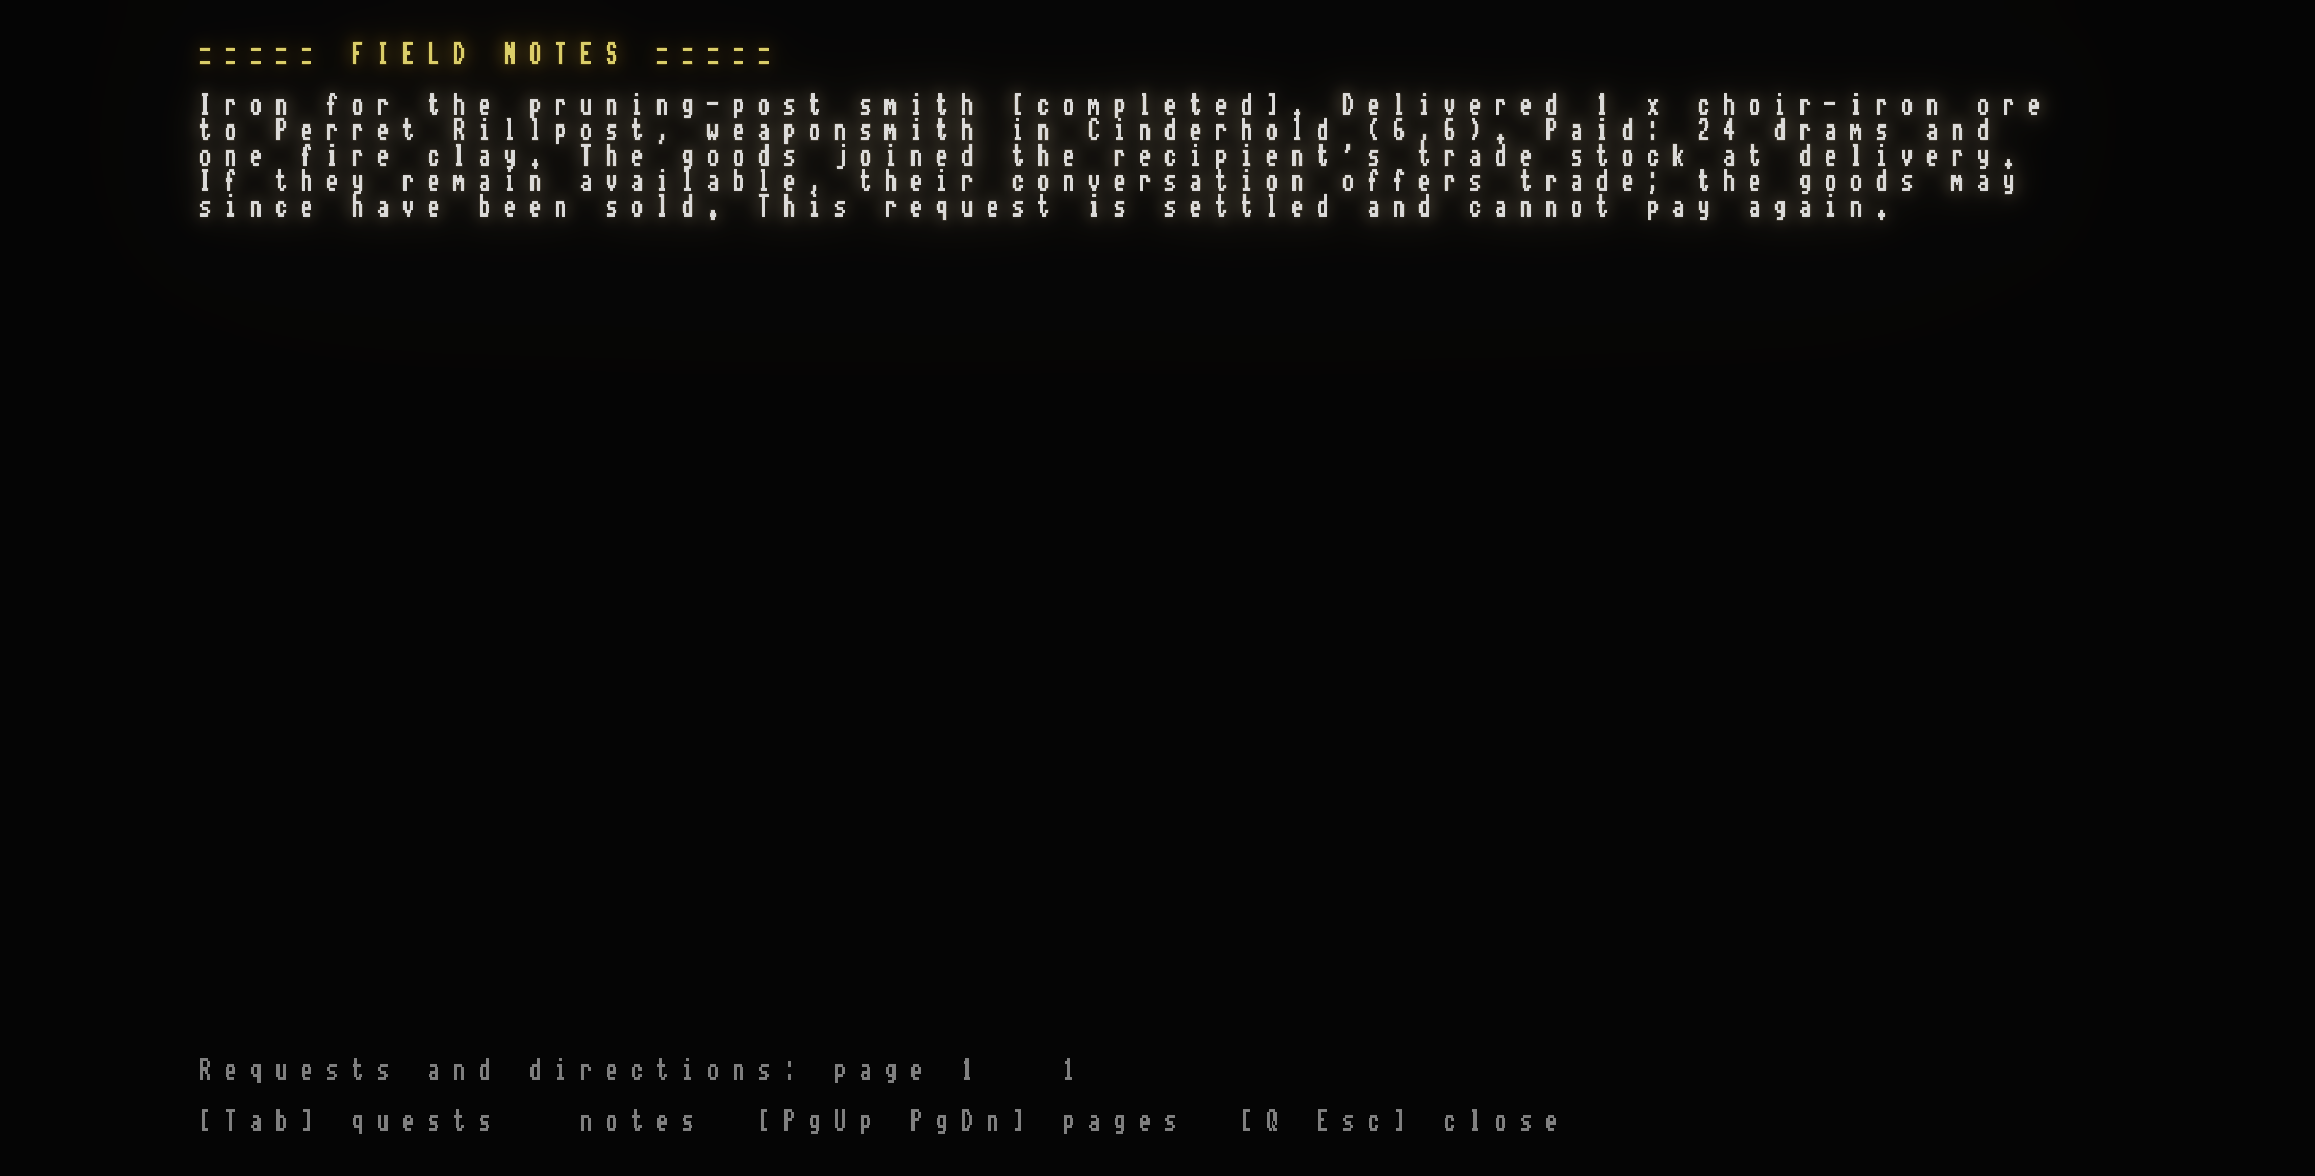 ===== FIELD NOTES =====
Iron for the pruning-post smith [completed]. Delivered 1 x choir-iron ore
to Perret Rillpost, weaponsmith in Cinderhold (6,6). Paid: 24 drams and
one fire clay. The goods joined the recipient's trade stock at delivery.
If they remain available, their conversation offers trade; the goods may
since have been sold. This request is settled and cannot pay again.
Requests and directions: page 1 1
[Tab] quests notes [PgUp PgDn] pages [Q Esc] close